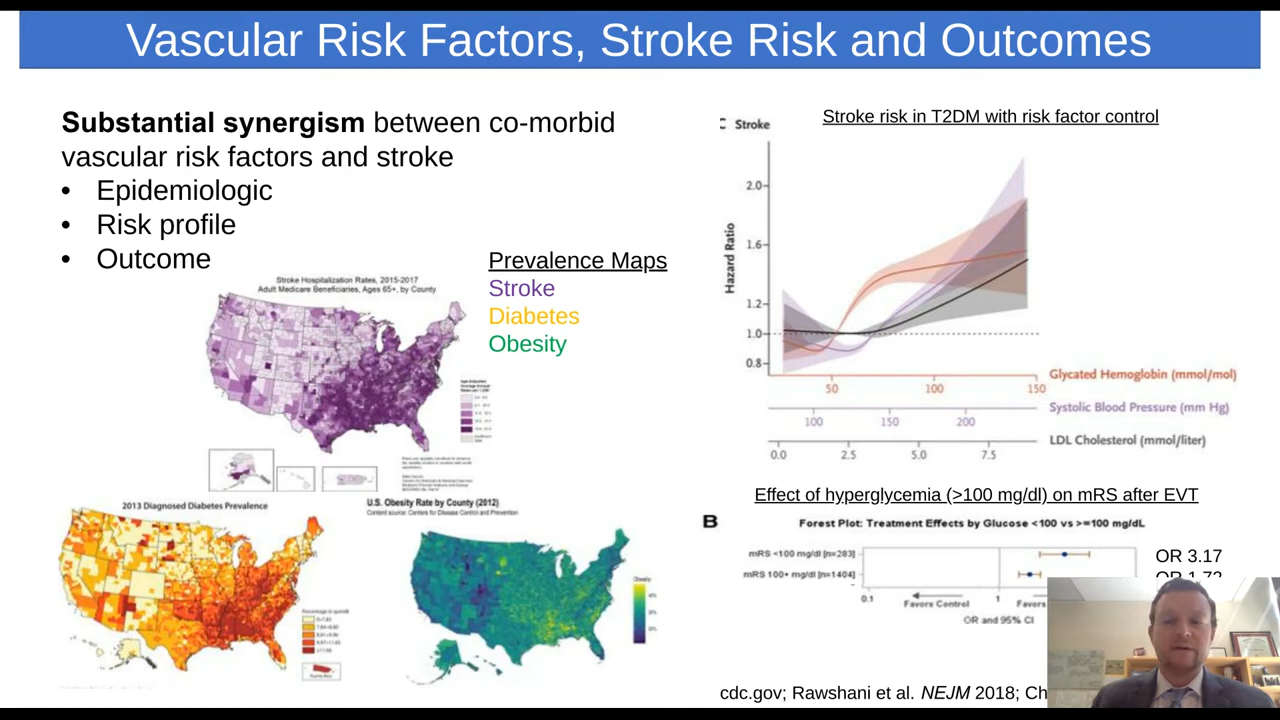 Vascular Risk Factors, Stroke Risk and Outcomes
Substantial synergism between co-morbid
vascular risk factors and stroke
• Epidemiologic
• Risk profile
• Outcome
Prevalence Maps
Stroke
Diabetes
Obesity
Stroke Hospitalization Rates, 2015-2017
Adult Medicare Beneficiaries, Ages 65+, by County
2013 Diagnosed Diabetes Prevalence
U.S. Obesity Rate by County (2012)
Content source: Centers for Disease Control and Prevention
Obesity
Stroke risk in T2DM with risk factor control
C Stroke
Hazard Ratio
2.0
1.6
1.2
1.0
0.8
50 100 150
Glycated Hemoglobin (mmol/mol)
100 150 200
Systolic Blood Pressure (mm Hg)
0.0 2.5 5.0 7.5
LDL Cholesterol (mmol/liter)
Effect of hyperglycemia (>100 mg/dl) on mRS after EVT
B
Forest Plot: Treatment Effects by Glucose <100 vs >=100 mg/dL
mRS <100 mg/dl [n=283]
OR 3.17
mRS 100+ mg/dl [n=1404]
OR 1.72
0.1 1
Favors Control Favors
OR and 95% CI
cdc.gov; Rawshani et al. NEJM 2018; Ch